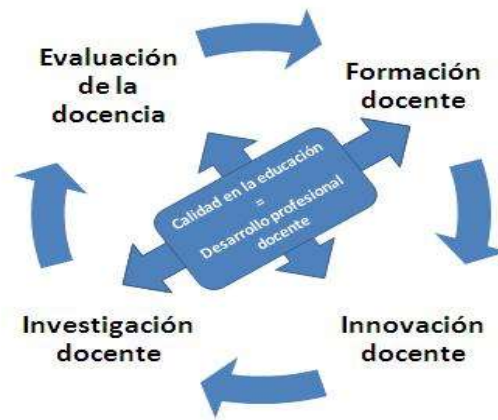 Evaluación
de la
docencia
Formación
docente
Calidad en la educación
=
Desarrollo profesional
docente
Investigación
docente
Innovación
docente